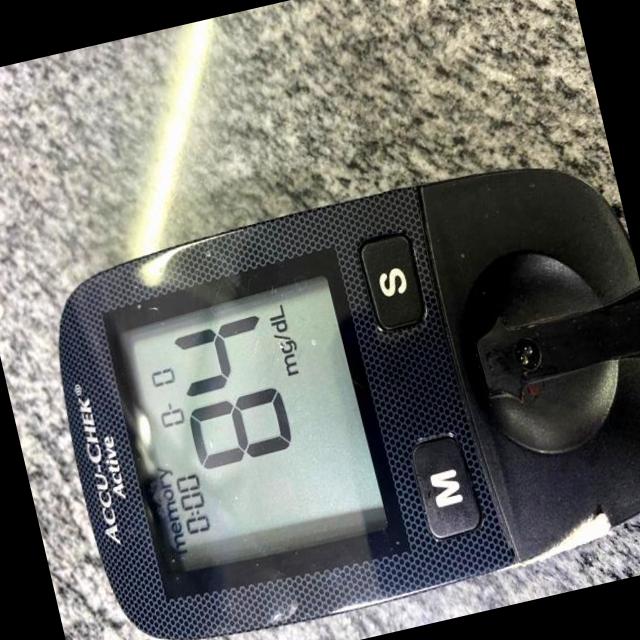 ACCU-CHEK®
Active
memory
0:00 0-0
84
mg/dL
M S